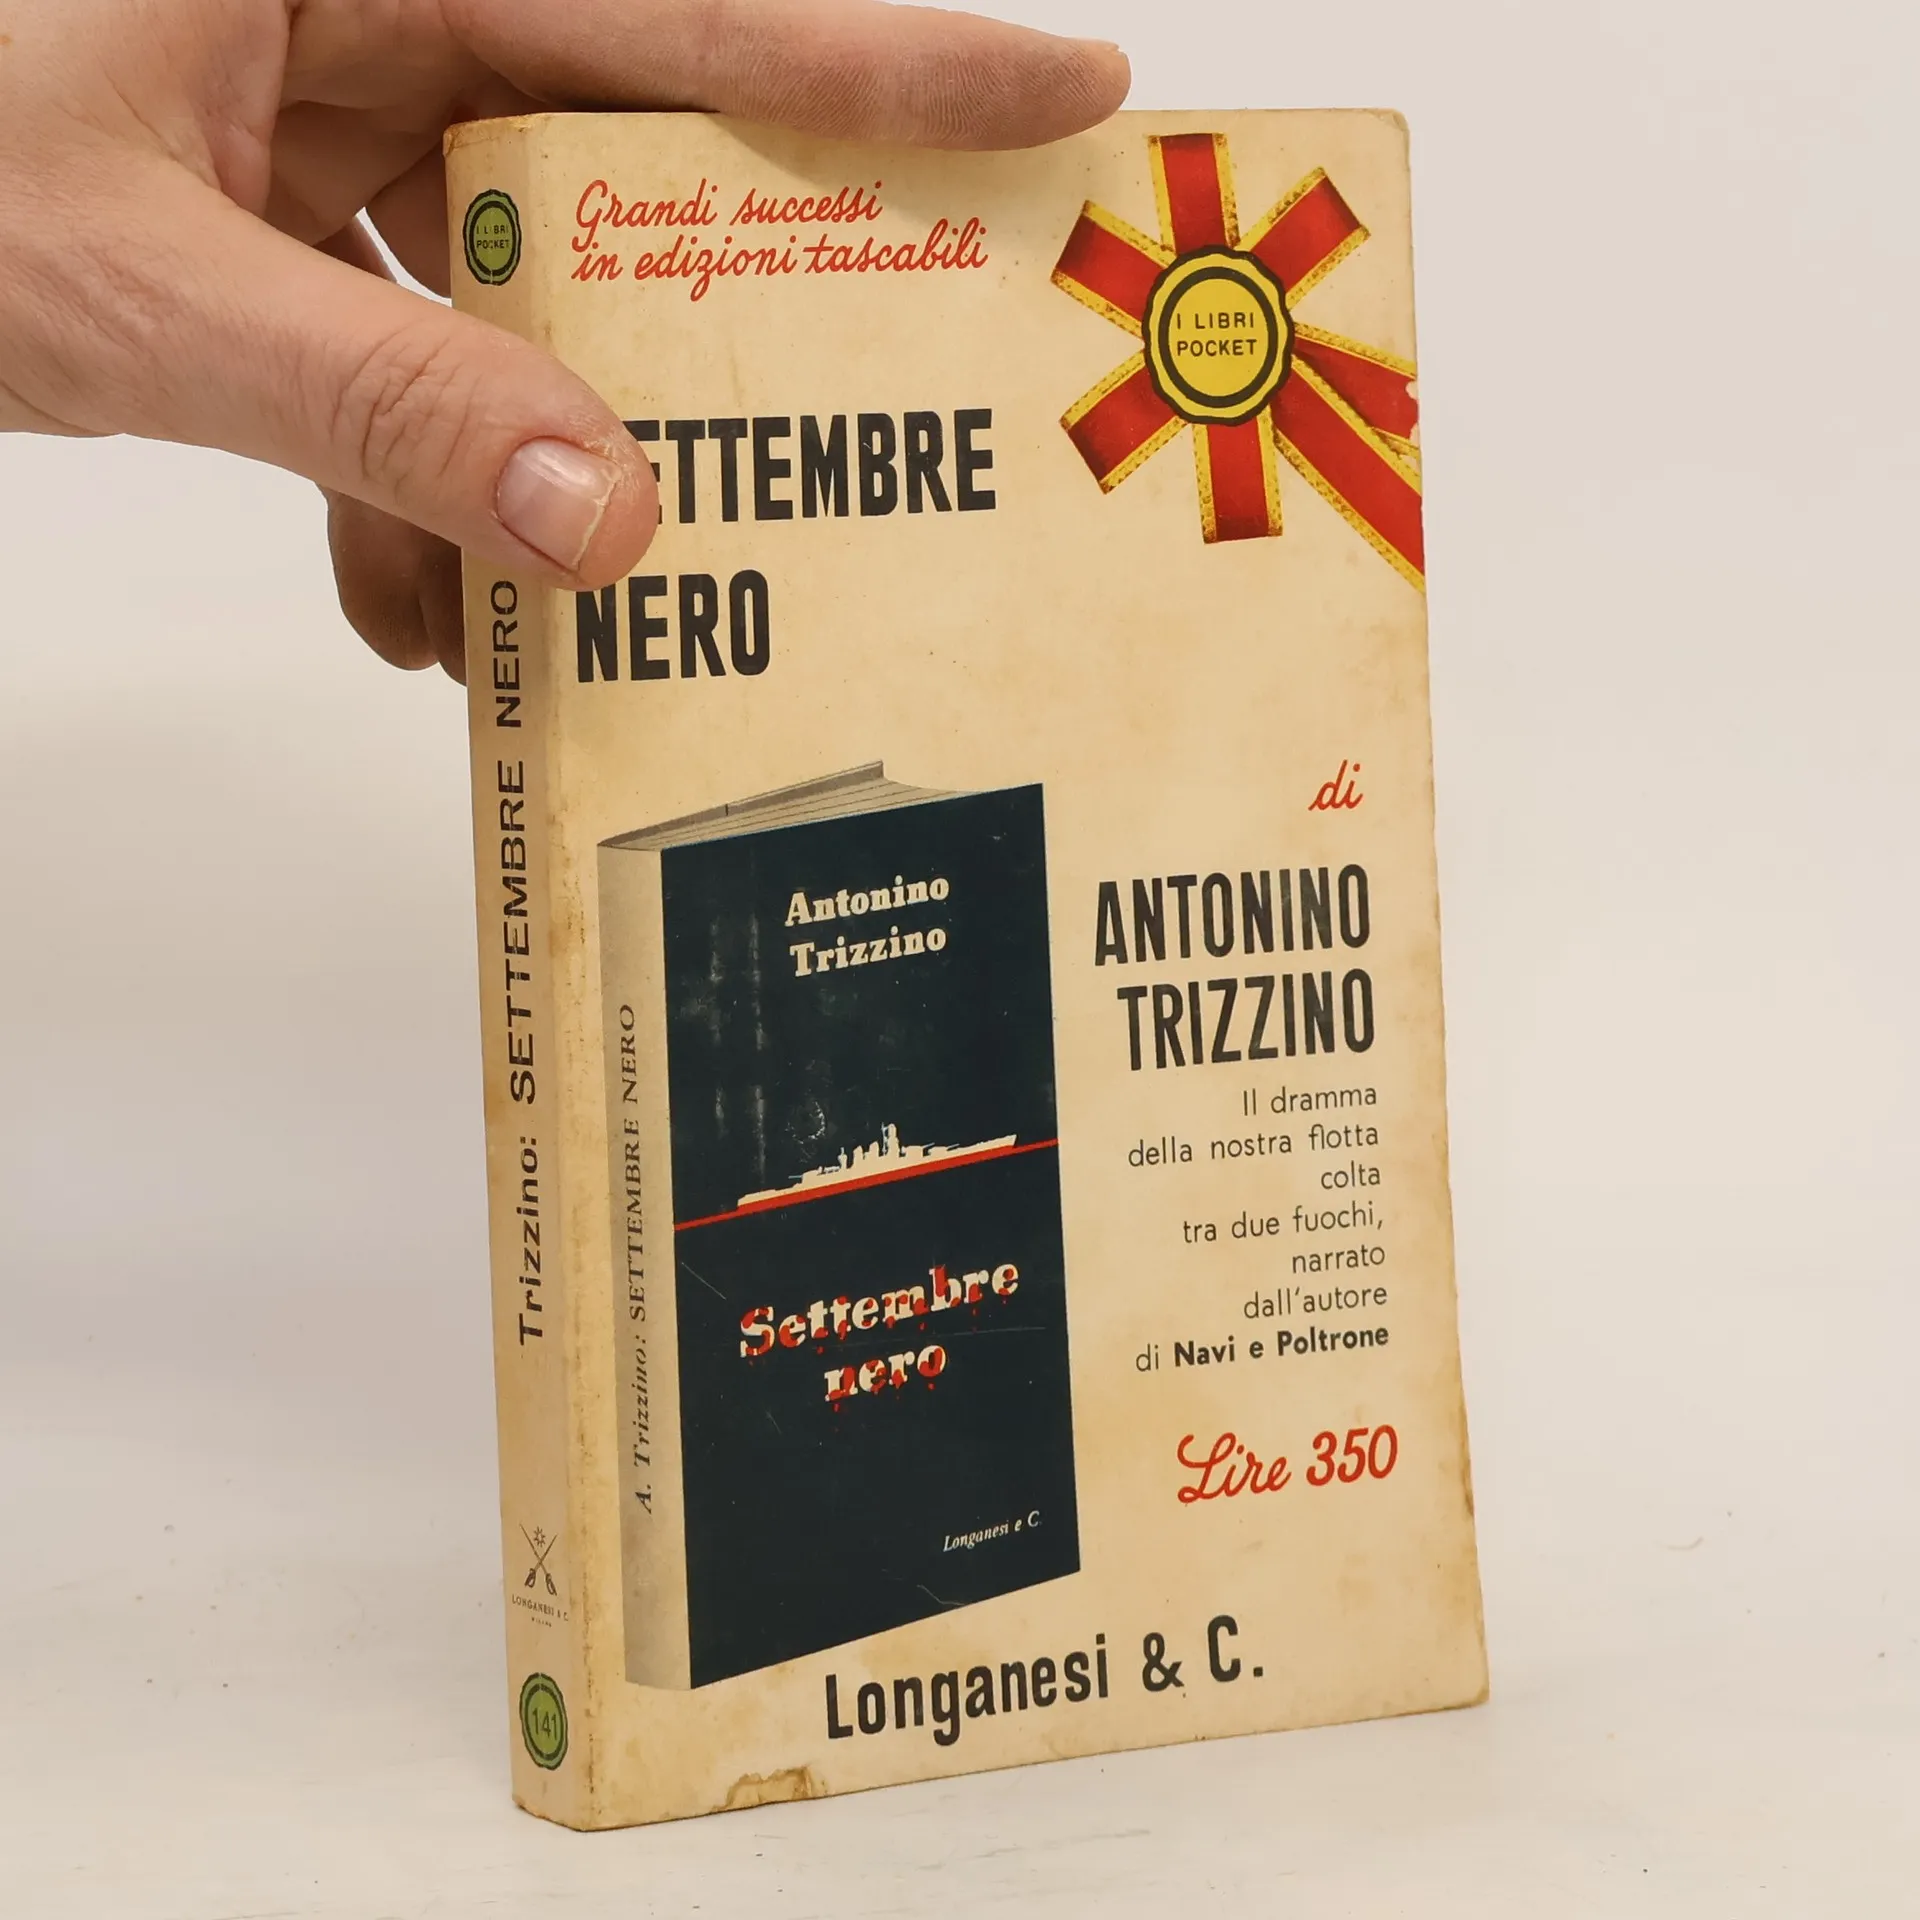 Grandi successi
in edizioni tascabili
I LIBRI
POCKET
ETTEMBRE
NERO
di
ANTONINO
TRIZZINO
Il dramma
della nostra flotta
colta
tra due fuochi,
narrato
dall'autore
di Navi e Poltrone
Lire 350
Antonino
Trizzino
Settembre
nero
Longanesi e C.
A. Trizzino: SETTEMBRE NERO
Longanesi & C.
I LIBRI
POCKET
Trizzino: SETTEMBRE NERO
LONGANESI & C.
MILANO
141